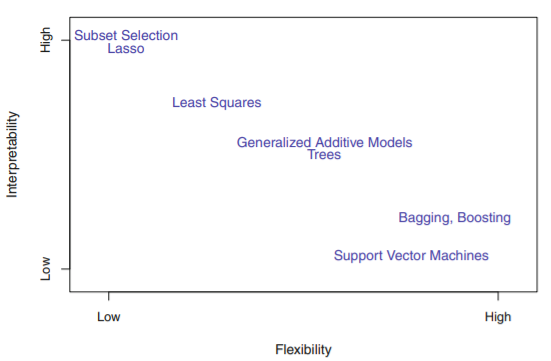 High
Subset Selection
Lasso
Least Squares
Interpretability
Generalized Additive Models
Trees
Bagging, Boosting
Support Vector Machines
Low
Low
High
Flexibility